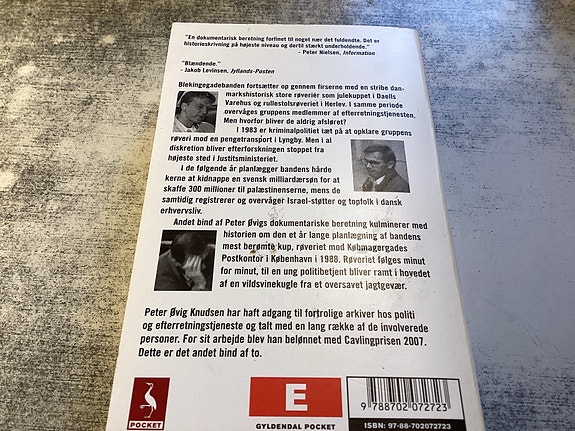 "En dokumentarisk beretning forfinet til noget nær det fuldendte. Det er
historieskrivning på højeste niveau og dertil stærkt underholdende."
- Peter Nielsen, Information
"Blændende."
- Jakob Levinsen, Jyllands-Posten
Blekingegadebanden fortsætter op gennem firserne med en stribe dan-
markshistorisk store røverier som julekuppet i Daells
Varehus og rullestolsrøveriet i Herlev. I samme periode
overvåges gruppens medlemmer af efterretningstjenesten.
Men hvorfor bliver de aldrig afsløret?
I 1983 er kriminalpolitiet tæt på at opklare gruppens
røveri mod en pengetransport i Lyngby. Men i al
diskretion bliver efterforskningen stoppet fra
højeste sted i Justitsministeriet.
I de følgende år planlægger bandens hårde
kerne at kidnappe en svensk milliardærsøn for at
skaffe 300 millioner til palæstinenserne, mens de
samtidig registrerer og overvåger Israel-støtter og topfolk i dansk
erhvervsliv.
Andet bind af Peter Øvigs dokumentariske beretning kulminerer med
historien om den et år lange planlægning af bandens
mest berømte kup, røveriet mod Købmagergades
Postkontor i København i 1988. Røveriet følges minut
for minut, til en ung politibetjent bliver ramt i hovedet
af en vildsvinekugle fra et oversavet jagtgevær.
Peter Øvig Knudsen har haft adgang til fortrolige arkiver hos politi
og efterretningstjeneste og talt med en lang række af de involverede
personer. For sit arbejde blev han belønnet med Cavlingprisen 2007.
Dette er det andet bind af to.
POCKET
E
GYLDENDAL POCKET
9 788702 072723
ISBN: 97-88-702072723